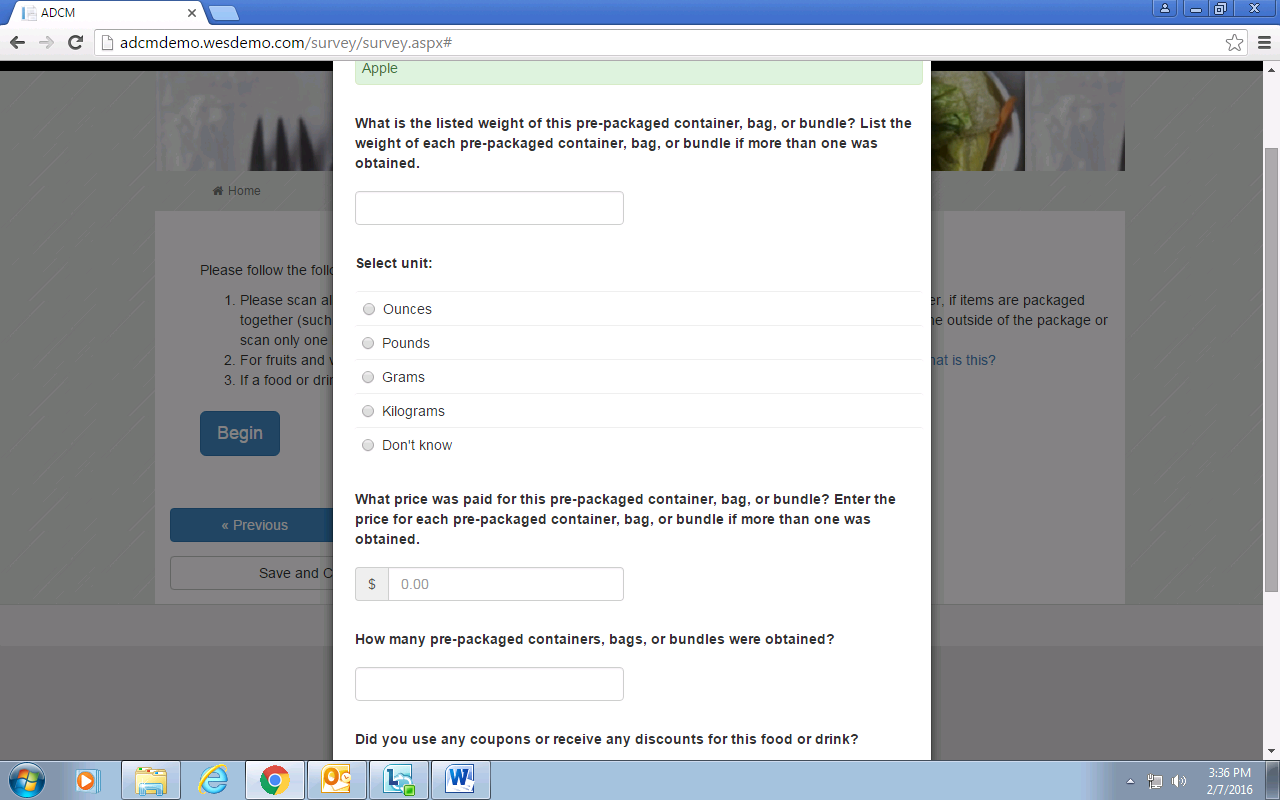 ADCM
adcmdemo.wesdemo.com/survey/survey.aspx#
Apple
What is the listed weight of this pre-packaged container, bag, or bundle? List the
weight of each pre-packaged container, bag, or bundle if more than one was
obtained.
Home
Please follow the follo
Select unit:
1. Please scan al
er, if items are packaged
together (such
he outside of the package or
scan only one
2. For fruits and v
hat is this?
3. If a food or drin
Ounces
Pounds
Grams
Kilograms
Don't know
Begin
What price was paid for this pre-packaged container, bag, or bundle? Enter the
price for each pre-packaged container, bag, or bundle if more than one was
obtained.
« Previous
Save and C
$ 0.00
How many pre-packaged containers, bags, or bundles were obtained?
Did you use any coupons or receive any discounts for this food or drink?
3:36 PM
2/7/2016